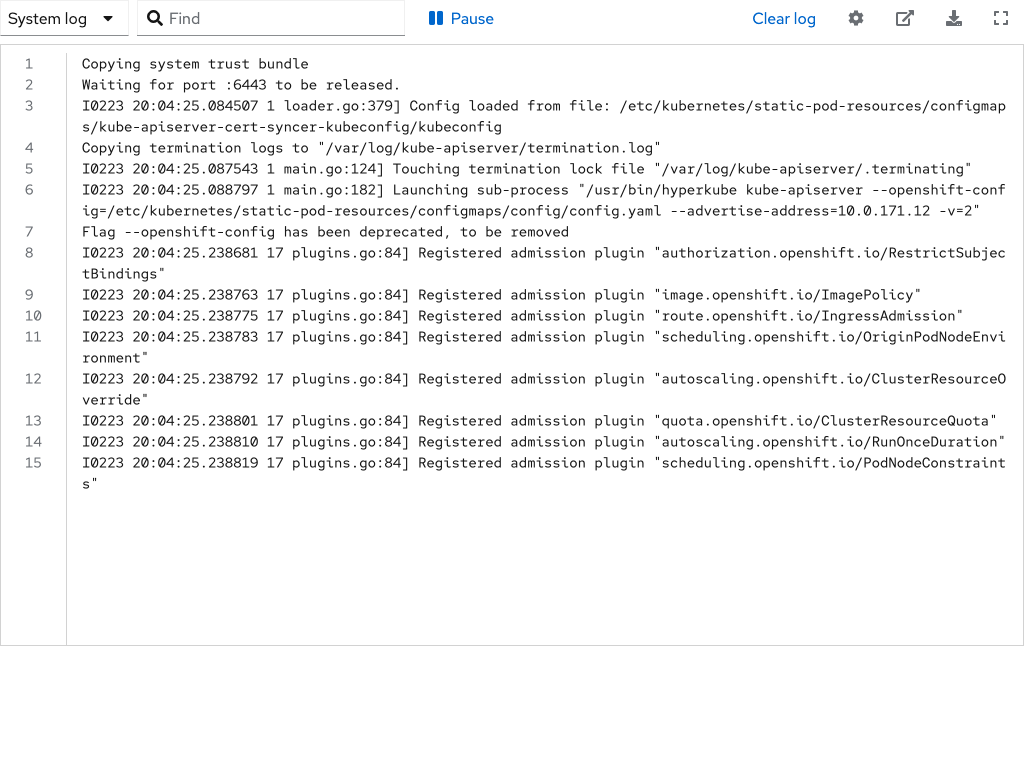 System log
Find
Pause
Clear log
1 Copying system trust bundle
2 Waiting for port :6443 to be released.
3 I0223 20:04:25.084507 1 loader.go:379] Config loaded from file: /etc/kubernetes/static-pod-resources/configmap
s/kube-apiserver-cert-syncer-kubeconfig/kubeconfig
4 Copying termination logs to "/var/log/kube-apiserver/termination.log"
5 I0223 20:04:25.087543 1 main.go:124] Touching termination lock file "/var/log/kube-apiserver/.terminating"
6 I0223 20:04:25.088797 1 main.go:182] Launching sub-process "/usr/bin/hyperkube kube-apiserver --openshift-conf
ig=/etc/kubernetes/static-pod-resources/configmaps/config/config.yaml --advertise-address=10.0.171.12 -v=2"
7 Flag --openshift-config has been deprecated, to be removed
8 I0223 20:04:25.238681 17 plugins.go:84] Registered admission plugin "authorization.openshift.io/RestrictSubjec
tBindings"
9 I0223 20:04:25.238763 17 plugins.go:84] Registered admission plugin "image.openshift.io/ImagePolicy"
10 I0223 20:04:25.238775 17 plugins.go:84] Registered admission plugin "route.openshift.io/IngressAdmission"
11 I0223 20:04:25.238783 17 plugins.go:84] Registered admission plugin "scheduling.openshift.io/OriginPodNodeEnvi
ronment"
12 I0223 20:04:25.238792 17 plugins.go:84] Registered admission plugin "autoscaling.openshift.io/ClusterResourceO
verride"
13 I0223 20:04:25.238801 17 plugins.go:84] Registered admission plugin "quota.openshift.io/ClusterResourceQuota"
14 I0223 20:04:25.238810 17 plugins.go:84] Registered admission plugin "autoscaling.openshift.io/RunOnceDuration"
15 I0223 20:04:25.238819 17 plugins.go:84] Registered admission plugin "scheduling.openshift.io/PodNodeConstraint
s"